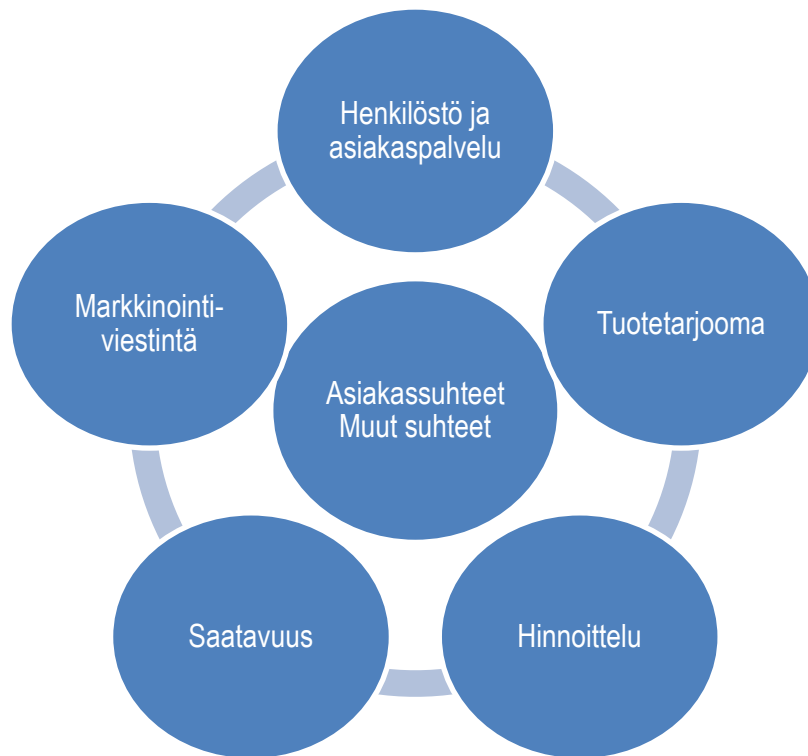 Henkilöstö ja
asiakaspalvelu
Markkinointi-
viestintä
Tuotetarjooma
Asiakassuhteet
Muut suhteet
Saatavuus
Hinnoittelu